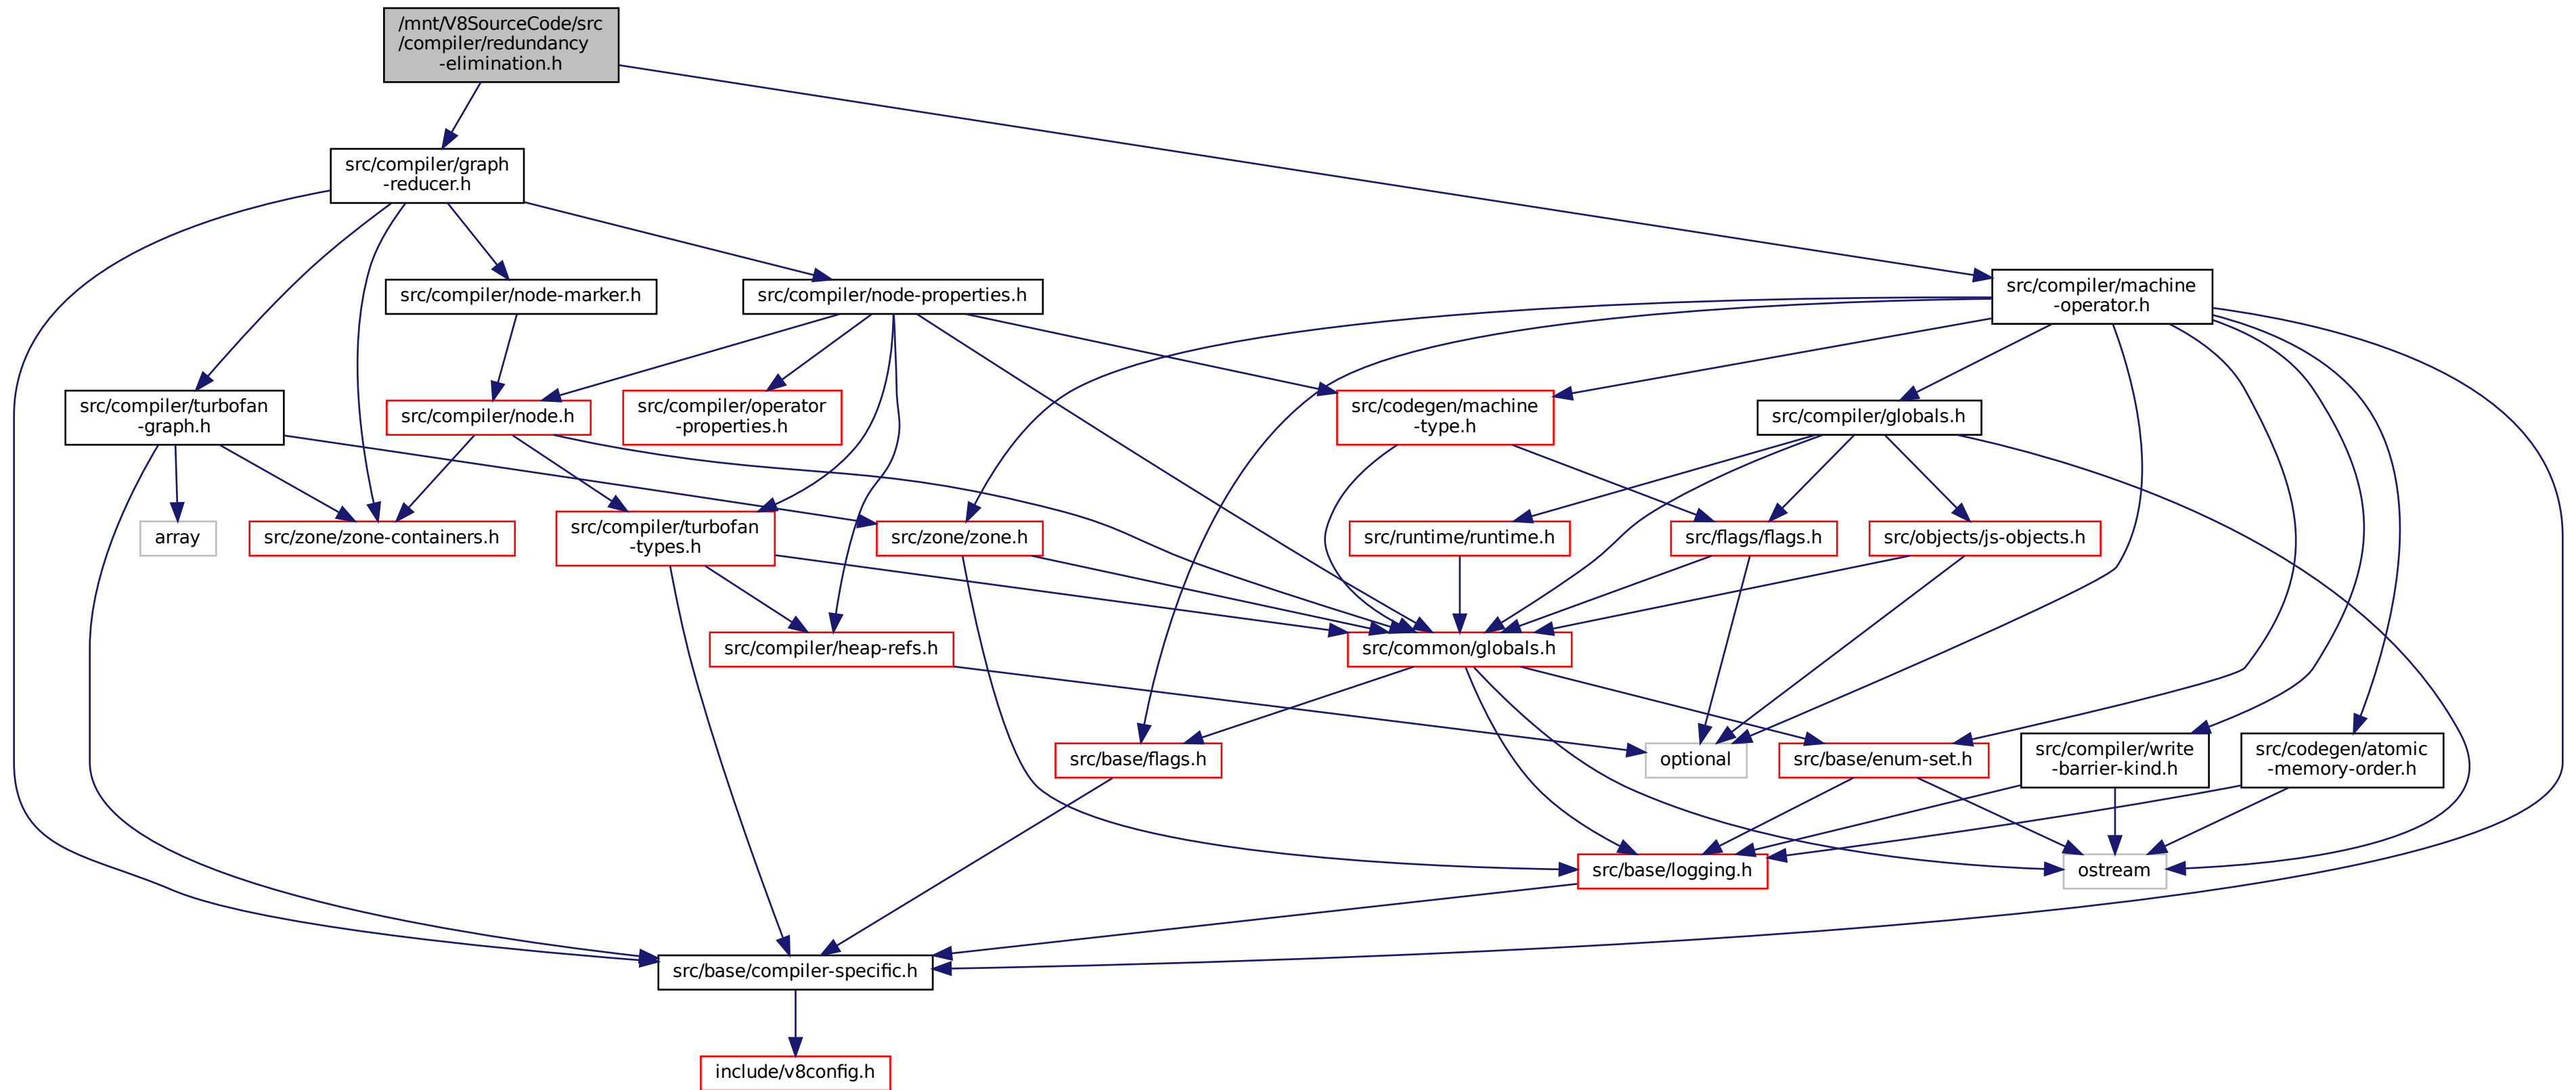 /mnt/V8SourceCode/src
/compiler/redundancy
-elimination.h
src/compiler/graph
-reducer.h
src/compiler/node-marker.h
src/compiler/node-properties.h
src/compiler/machine
-operator.h
src/compiler/turbofan
-graph.h
src/compiler/node.h
src/compiler/operator
-properties.h
src/codegen/machine
-type.h
src/compiler/globals.h
array
src/zone/zone-containers.h
src/compiler/turbofan
-types.h
src/zone/zone.h
src/runtime/runtime.h
src/flags/flags.h
src/objects/js-objects.h
src/compiler/heap-refs.h
src/common/globals.h
src/base/flags.h
optional
src/base/enum-set.h
src/compiler/write
-barrier-kind.h
src/codegen/atomic
-memory-order.h
src/base/logging.h
ostream
src/base/compiler-specific.h
include/v8config.h